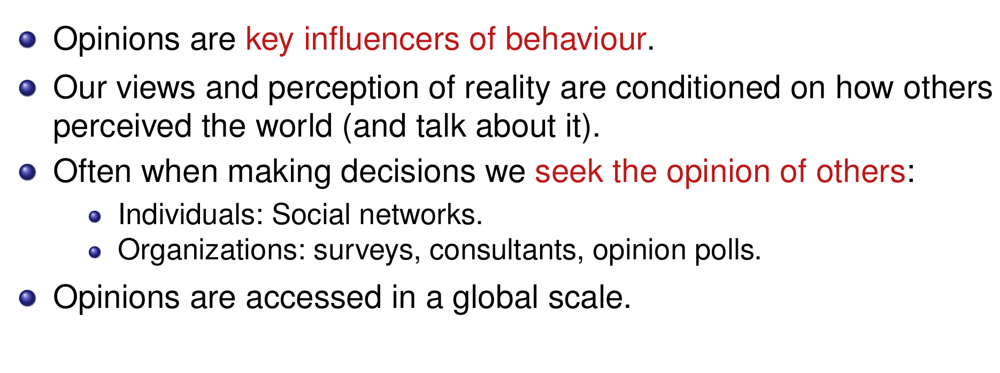 Opinions are key influencers of behaviour.
Our views and perception of reality are conditioned on how others
perceived the world (and talk about it).
Often when making decisions we seek the opinion of others:
Individuals: Social networks.
Organizations: surveys, consultants, opinion polls.
Opinions are accessed in a global scale.